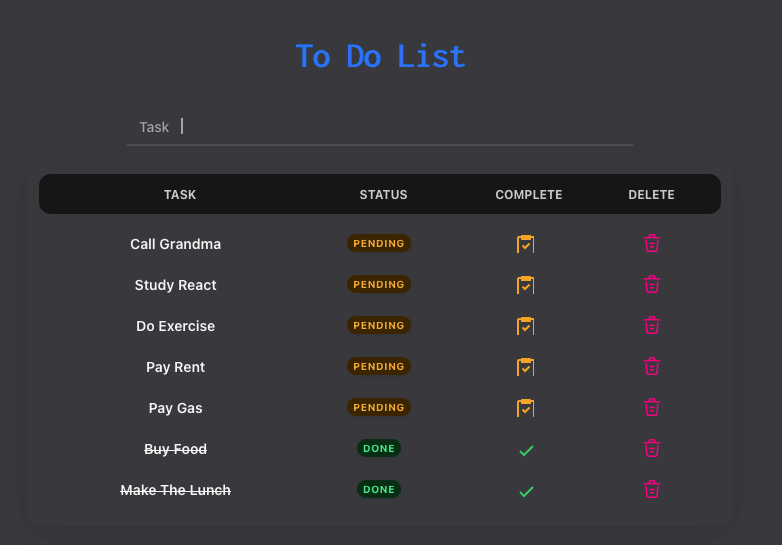 To Do List
Task
TASK STATUS COMPLETE DELETE
Call Grandma PENDING
Study React PENDING
Do Exercise PENDING
Pay Rent PENDING
Pay Gas PENDING
Buy Food DONE
Make The Lunch DONE